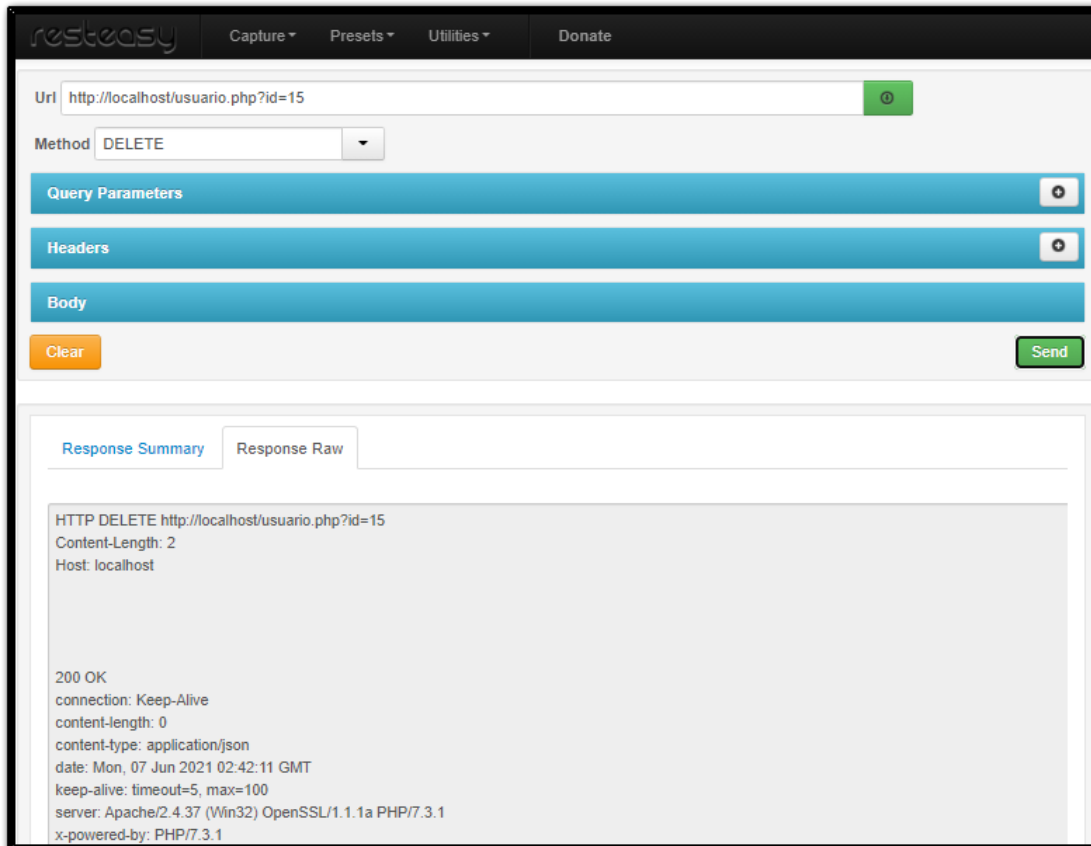 resteasy Capture Presets Utilities Donate
Url http://localhost/usuario.php?id=15
Method DELETE
Query Parameters
Headers
Body
Clear Send
Response Summary Response Raw
HTTP DELETE http://localhost/usuario.php?id=15
Content-Length: 2
Host: localhost
200 OK
connection: Keep-Alive
content-length: 0
content-type: application/json
date: Mon, 07 Jun 2021 02:42:11 GMT
keep-alive: timeout=5, max=100
server: Apache/2.4.37 (Win32) OpenSSL/1.1.1a PHP/7.3.1
x-powered-by: PHP/7.3.1